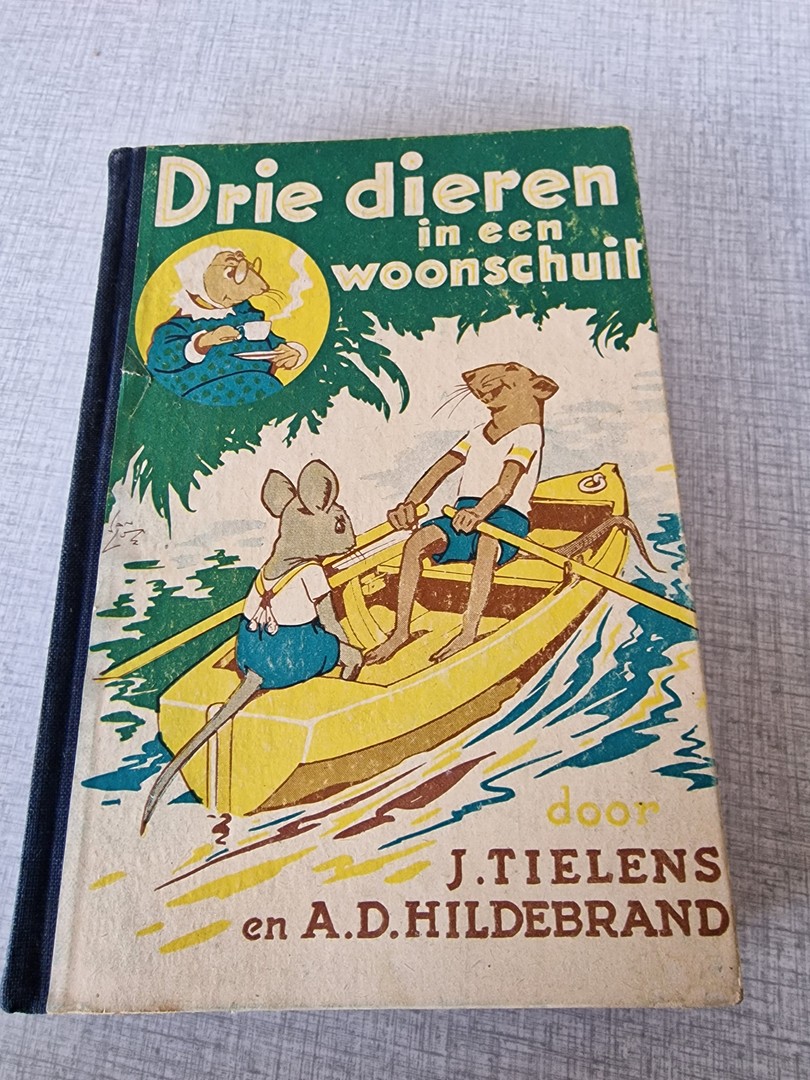 Drie dieren
in een
woonschuit
door
J.TIELENS
en A.D.HILDEBRAND